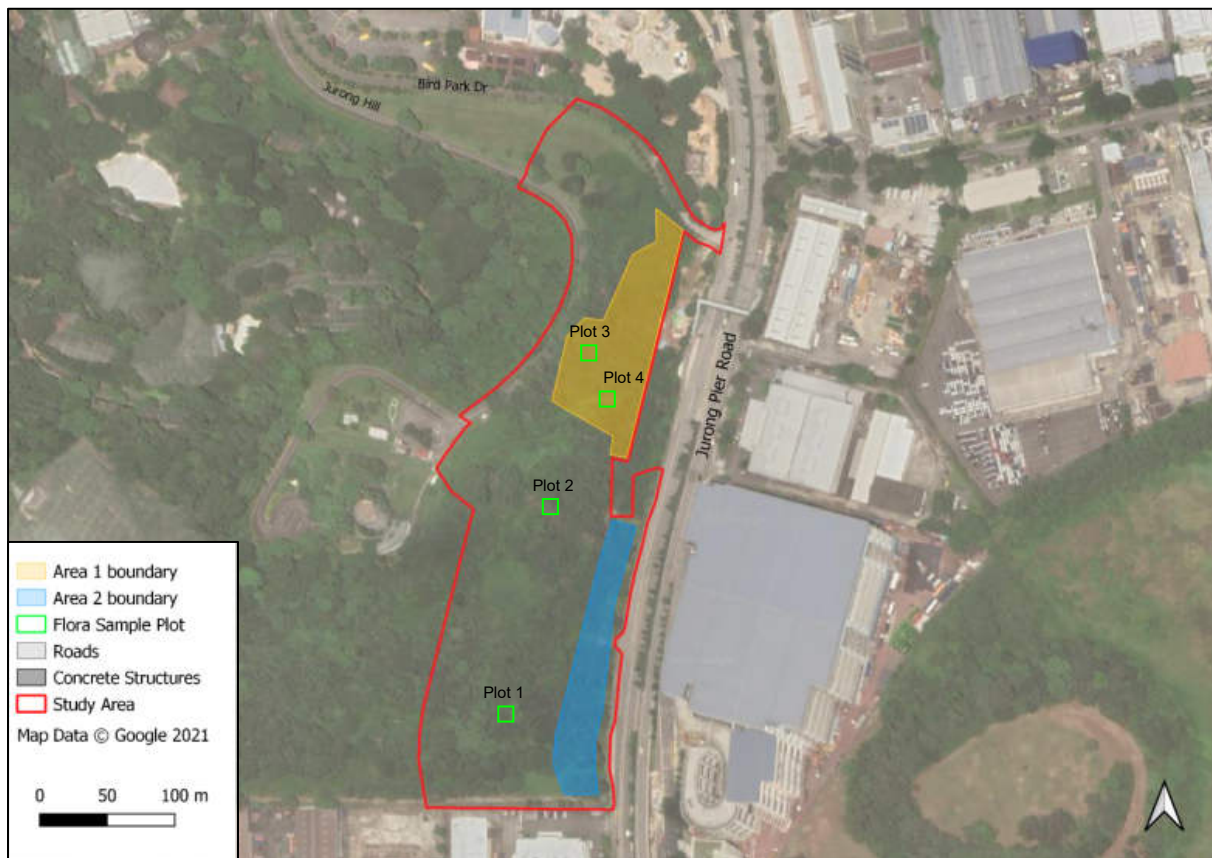 Bird Park Dr
Jurong Hill
Jurong Pier Road
Plot 3
Plot 4
Plot 2
Plot 1
Area 1 boundary
Area 2 boundary
Flora Sample Plot
Roads
Concrete Structures
Study Area
Map Data © Google 2021
0 50 100 m